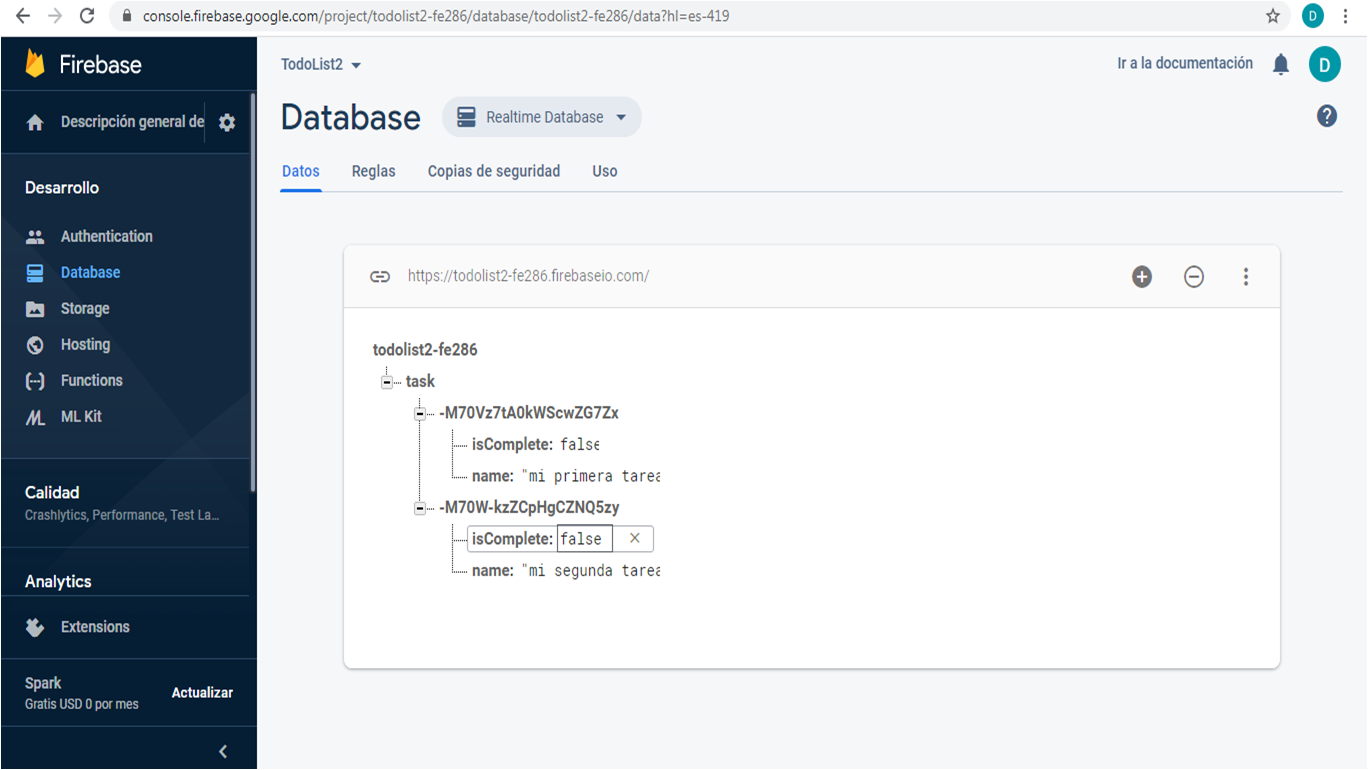 console.firebase.google.com/project/todolist2-fe286/database/todolist2-fe286/data?hl=es-419
D
Firebase
TodoList2
Ir a la documentación
D
Descripción general de
Database
Realtime Database
Datos
Reglas
Copias de seguridad
Uso
Desarrollo
Authentication
Database
Storage
Hosting
Functions
ML Kit
Calidad
Crashlytics, Performance, Test La...
Analytics
Extensions
Spark
Gratis USD 0 por mes
Actualizar
https://todolist2-fe286.firebaseio.com/
todolist2-fe286
task
-M70Vz7tA0kWScwZG7Zx
isComplete: false
name: "mi primera tarea
-M70W-kzZCpHgCZNQ5zy
isComplete: false
name: "mi segunda tarea